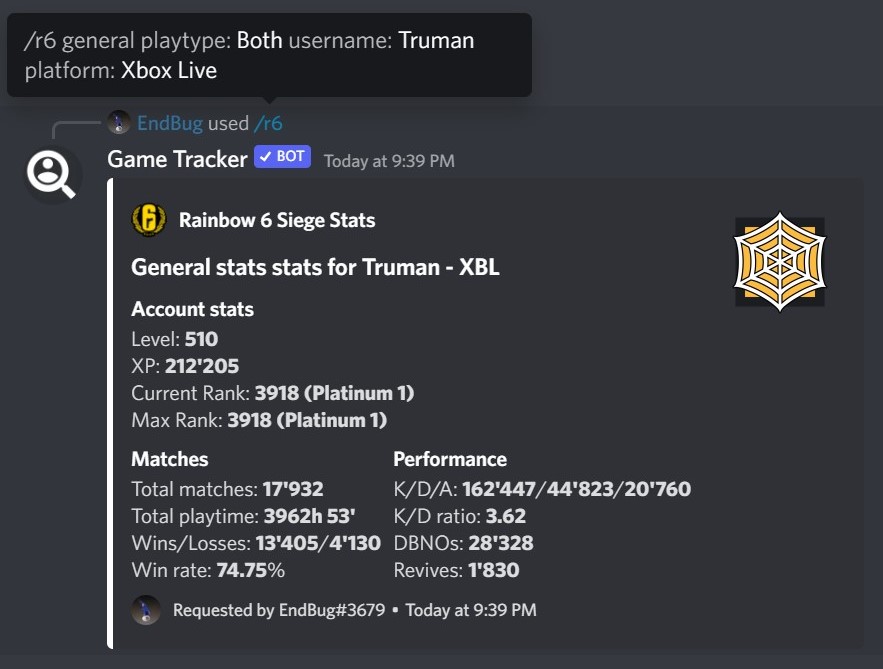 /r6 general playtype: Both username: Truman
platform: Xbox Live
EndBug used /r6
Game Tracker ✓ BOT Today at 9:39 PM
6 Rainbow 6 Siege Stats
General stats stats for Truman - XBL
Account stats
Level: 510
XP: 212'205
Current Rank: 3918 (Platinum 1)
Max Rank: 3918 (Platinum 1)
Matches
Total matches: 17'932
Total playtime: 3962h 53'
Wins/Losses: 13'405/4'130
Win rate: 74.75%
Performance
K/D/A: 162'447/44'823/20'760
K/D ratio: 3.62
DBNOs: 28'328
Revives: 1'830
Requested by EndBug#3679 • Today at 9:39 PM